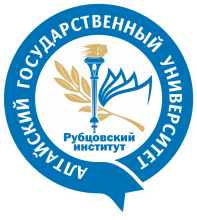 АЛТАЙСКИЙ ГОСУДАРСТВЕННЫЙ УНИВЕРСИТЕТ
Рубцовский
институт